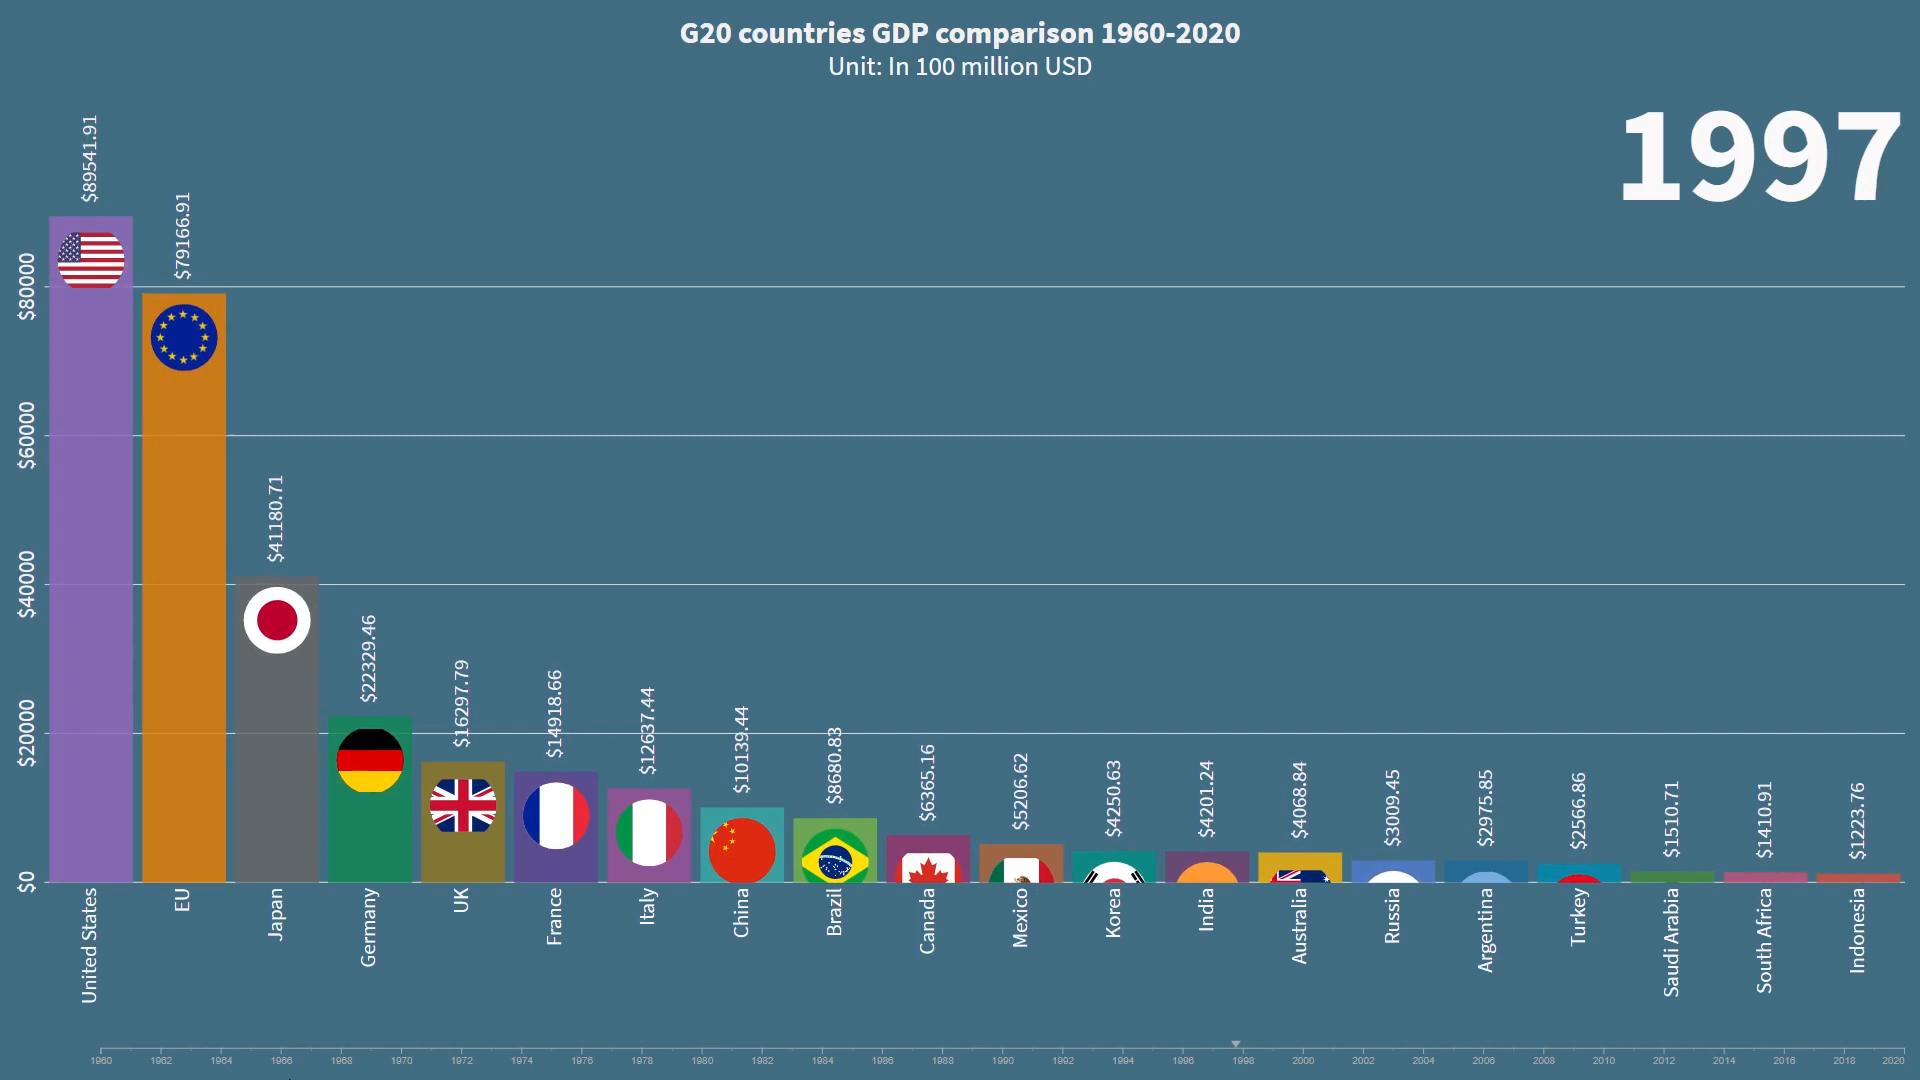 G20 countries GDP comparison 1960-2020
Unit: In 100 million USD
1997
$80000
$60000
$40000
$20000
$0
$89541.91
$79166.91
$41180.71
$22329.46
$16297.79
$14918.66
$12637.44
$10139.44
$8680.83
$6365.16
$5206.62
$4250.63
$4201.24
$4068.84
$3009.45
$2975.85
$2566.86
$1510.71
$1410.91
$1223.76
United States
EU
Japan
Germany
UK
France
Italy
China
Brazil
Canada
Mexico
Korea
India
Australia
Russia
Argentina
Turkey
Saudi Arabia
South Africa
Indonesia
1960 1962 1964 1966 1968 1970 1972 1974 1976 1978 1980 1982 1984 1986 1988 1990 1992 1994 1996 1998 2000 2002 2004 2006 2008 2010 2012 2014 2016 2018 2020